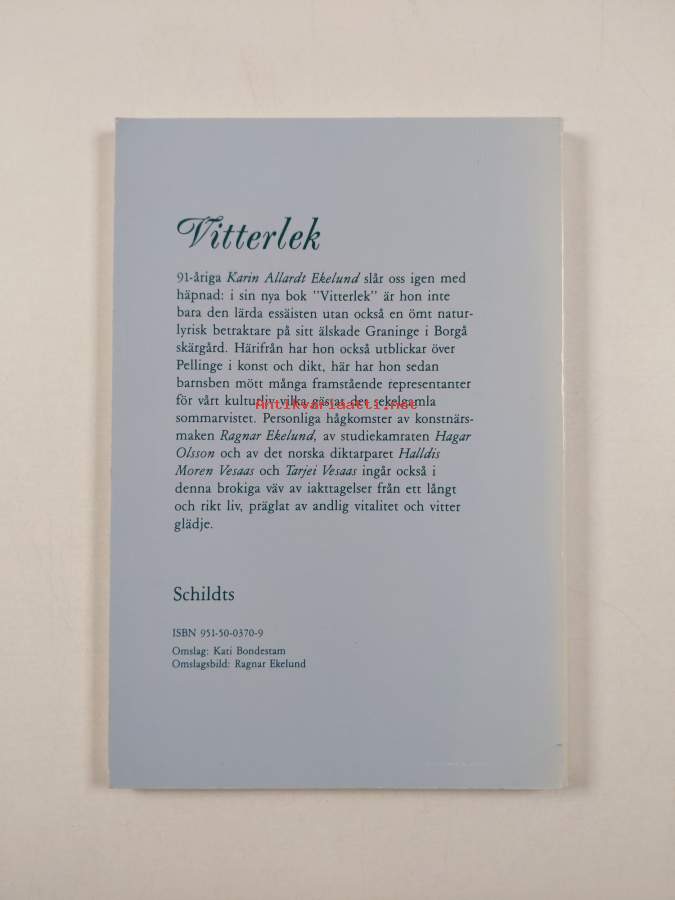 Vitterlek
91-åriga Karin Allardt Ekelund slår oss igen med
häpnad: i sin nya bok "Vitterlek" är hon inte
bara den lärda essäisten utan också en ömt natur-
lyrisk betraktare på sitt älskade Graninge i Borgå
skärgård. Härifrån har hon också utblickar över
Pellinge i konst och dikt, här har hon sedan
barnsben mött många framstående representanter
för vårt kulturliv vilka gästat det sekelgamla
Antikvariaatti.net
sommarvistet. Personliga hågkomster av konstnärs-
maken Ragnar Ekelund, av studiekamraten Hagar
Olsson och av det norska diktarparet Halldis
Moren Vesaas och Tarjei Vesaas ingår också i
denna brokiga väv av iakttagelser från ett långt
och rikt liv, präglat av andlig vitalitet och vitter
glädje.
Schildts
ISBN 951-50-0370-9
Omslag: Kati Bondestam
Omslagsbild: Ragnar Ekelund